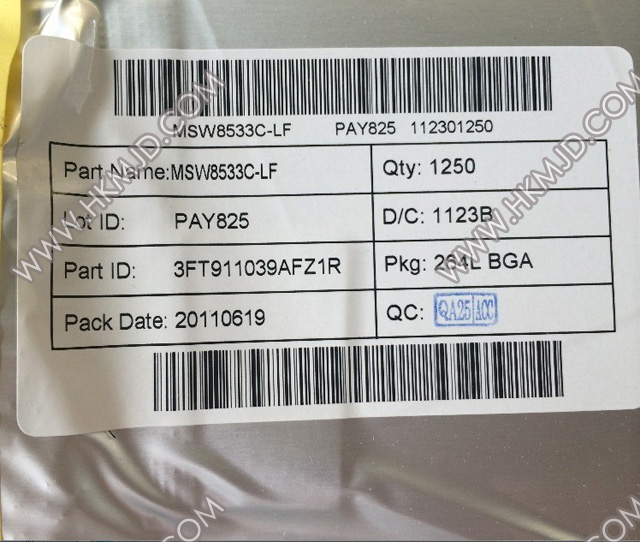 MSW8533C-LF PAY825 112301250
Part Name:MSW8533C-LF Qty: 1250
Lot ID: PAY825 D/C: 1123B
Part ID: 3FT911039AFZ1R Pkg: 264L BGA
Pack Date: 20110619 QC: QA25 ACC
WWW.HKMJD.COM
WWW.HKMJD.COM